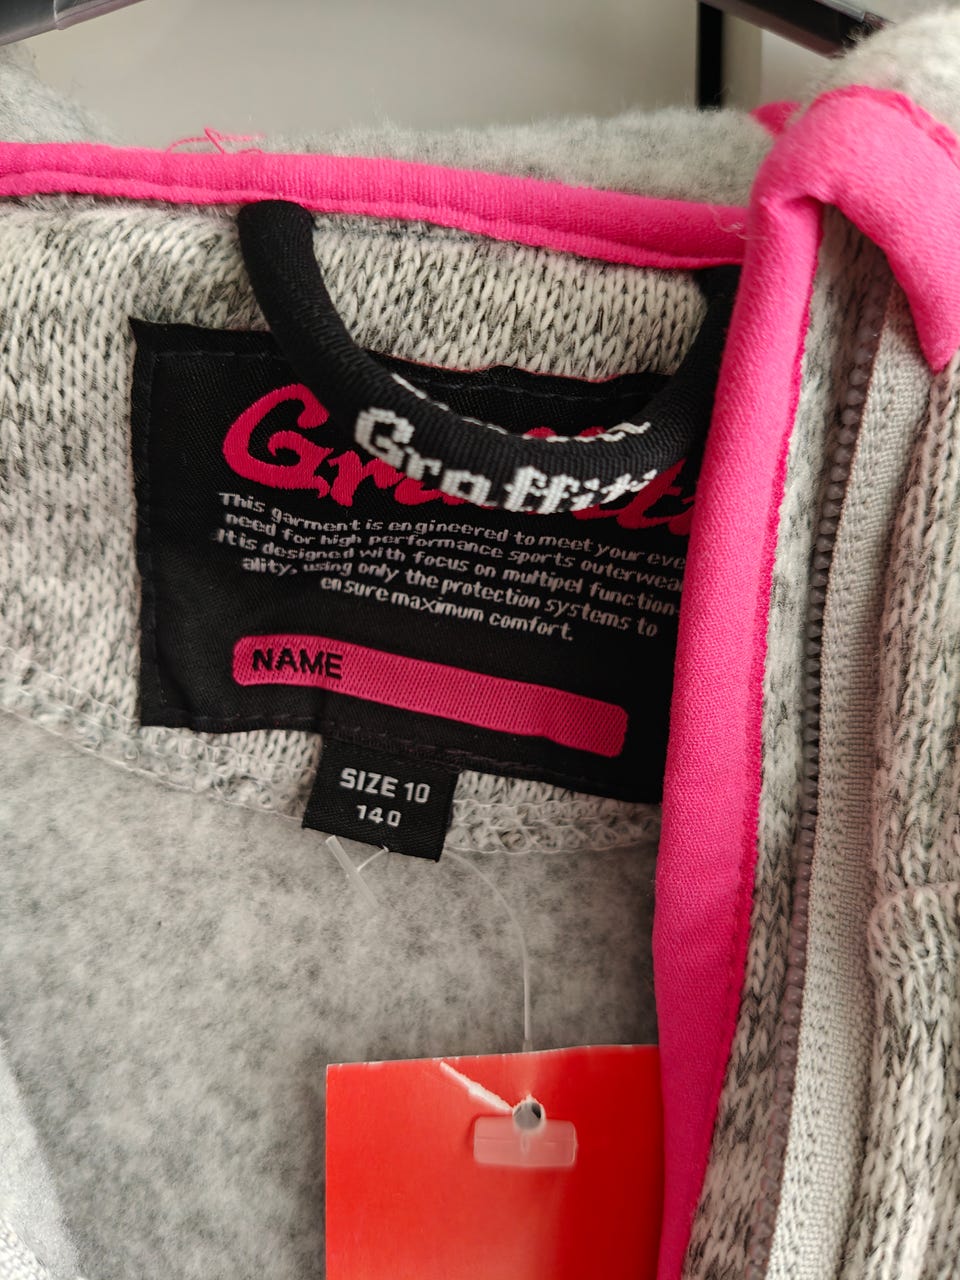 Graffiti
Graffiti
This garment is engineered to meet your eve
need for high performance sports outerwea
It is designed with focus on multipel function-
ality, using only the protection systems to
ensure maximum comfort.
NAME
SIZE 10
140